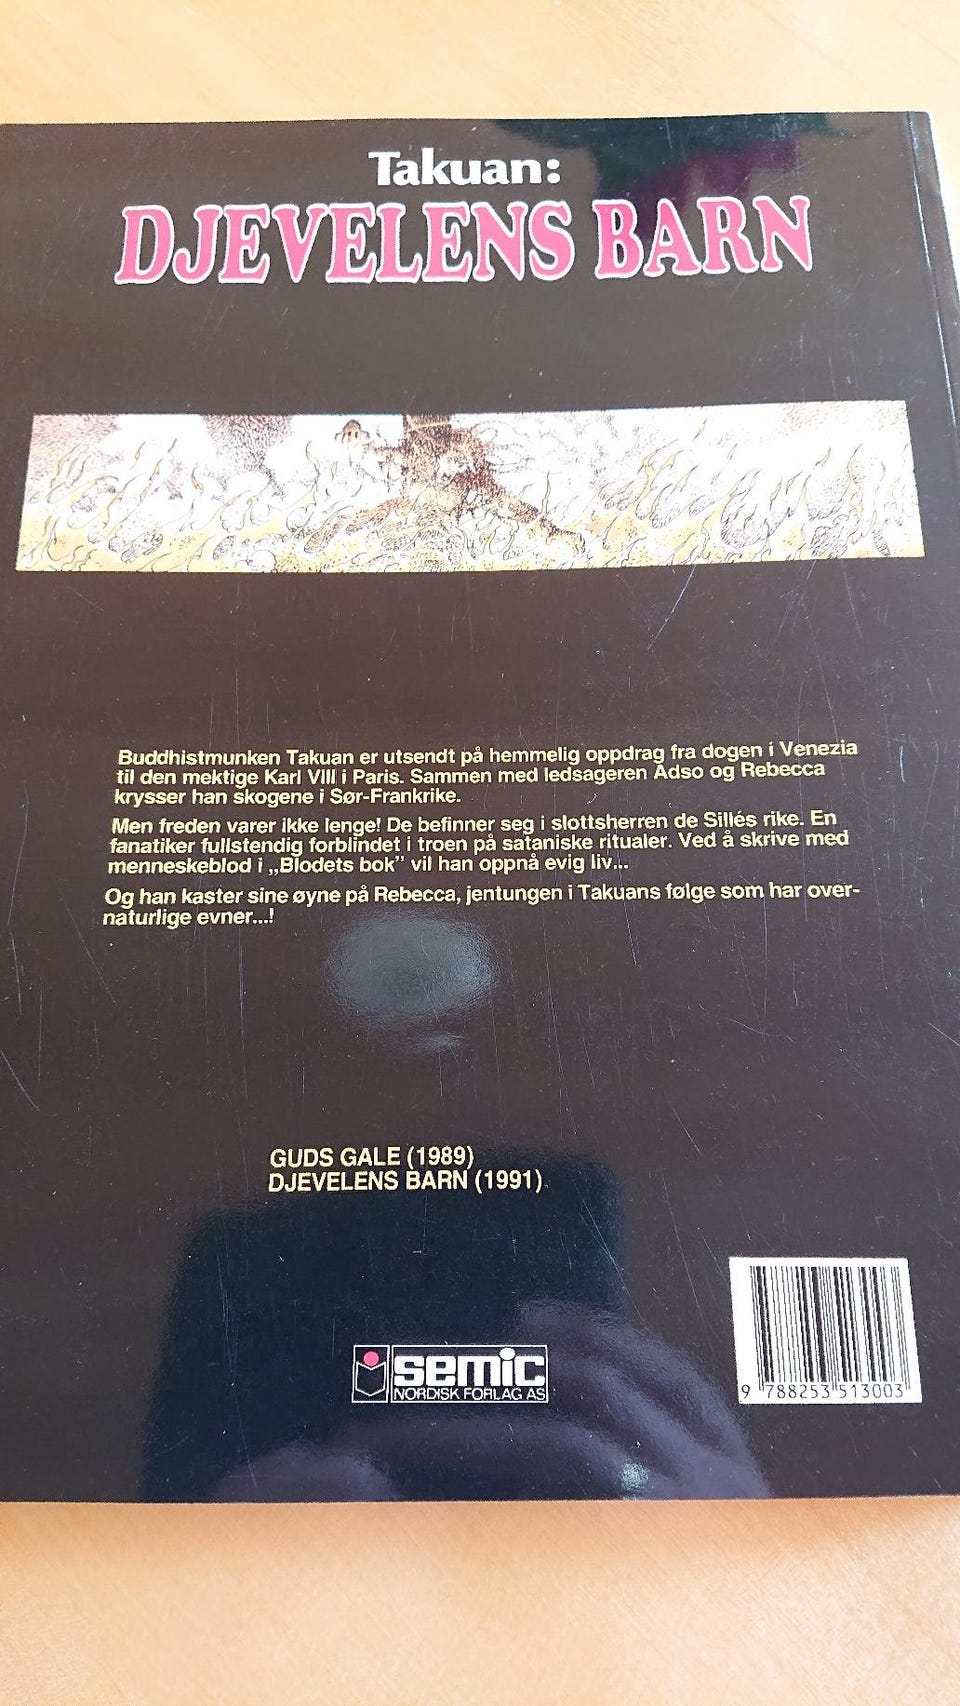 Takuan:
DJEVELENS BARN
Buddhistmunken Takuan er utsendt på hemmelig oppdrag fra dogen i Venezia
til den mektige Karl VIII i Paris. Sammen med ledsageren Adso og Rebecca
krysser han skogene i Sør-Frankrike.
Men freden varer ikke lenge! De befinner seg i slottsherren de Sillés rike. En
fanatiker fullstendig forblindet i troen på sataniske ritualer. Ved å skrive med
menneskeblod i „Blodets bok” vil han oppnå evig liv...
Og han kaster sine øyne på Rebecca, jentungen i Takuans følge som har over-
naturlige evner...!
GUDS GALE (1989)
DJEVELENS BARN (1991)
semic
NORDISK FORLAG AS
9 788253 513003